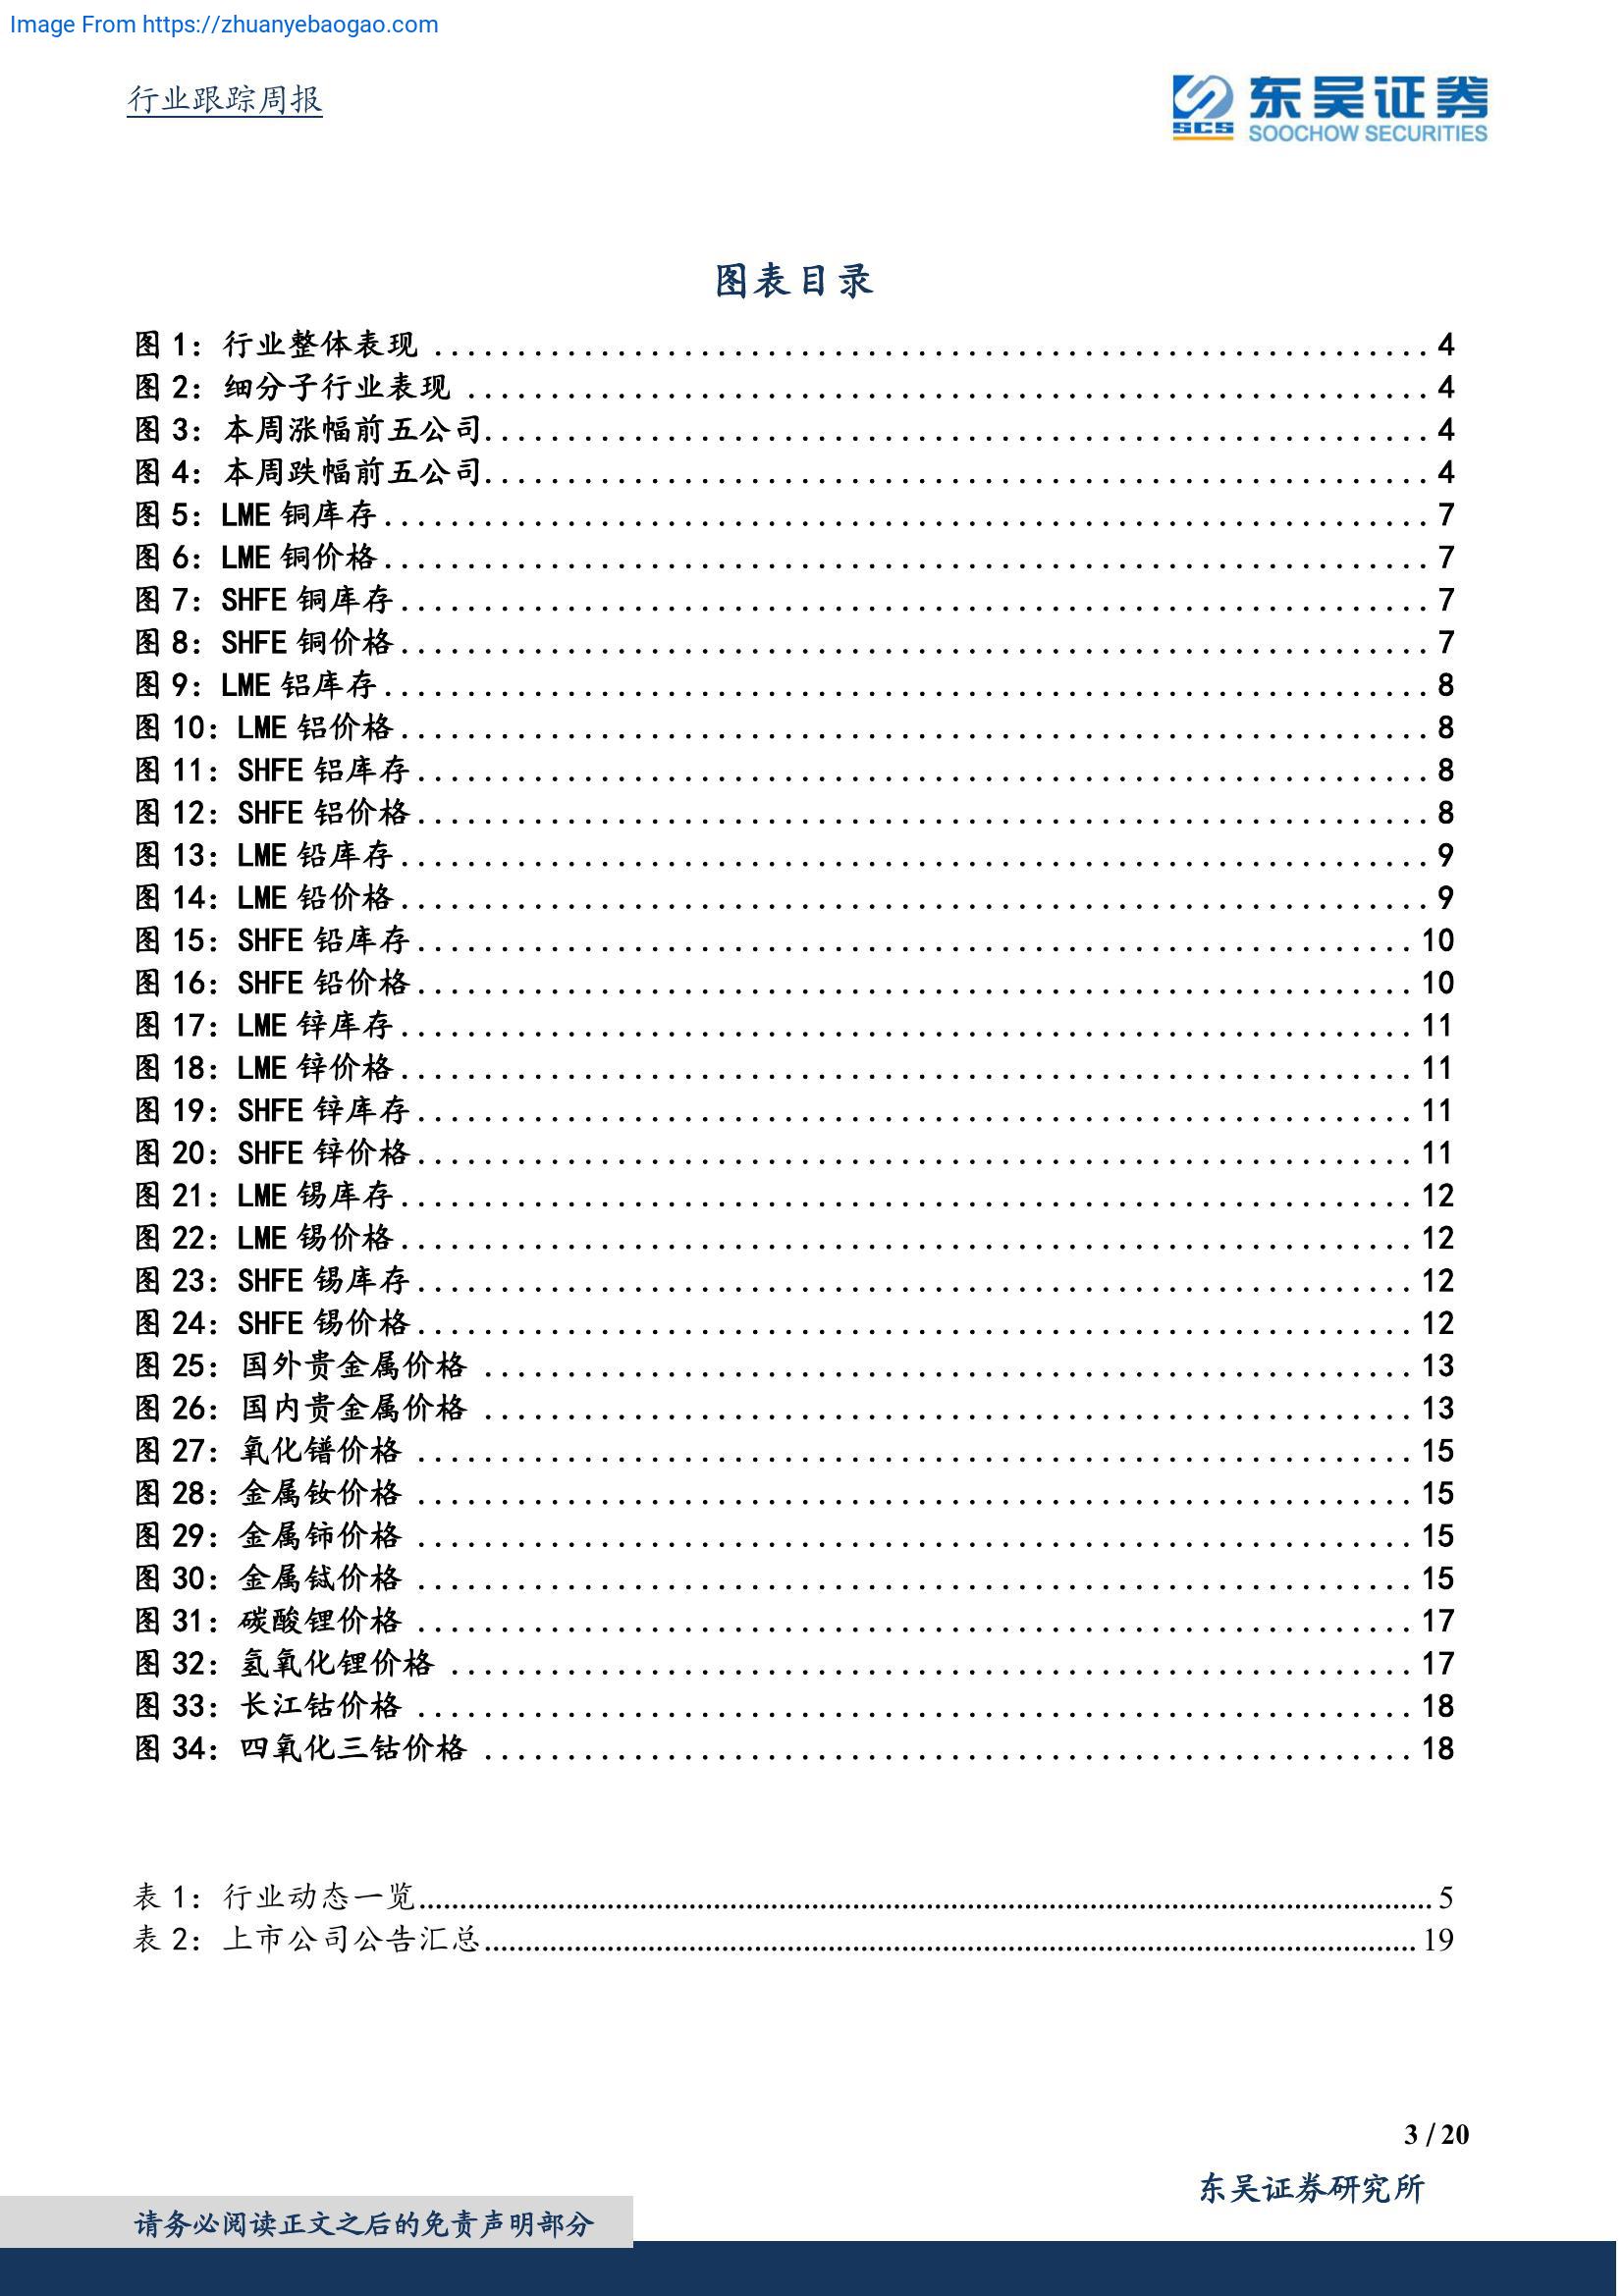 Image From https://zhuanyebaogao.com
行业跟踪周报
东吴证券
SCS
SOOCHOW SECURITIES
图表目录
图 1：行业整体表现 ........................................ 4
图 2：细分子行业表现 ........................................ 4
图 3：本周涨幅前五公司........................................ 4
图 4：本周跌幅前五公司........................................ 4
图 5：LME 铜库存........................................ 7
图 6：LME 铜价格........................................ 7
图 7：SHFE 铜库存........................................ 7
图 8：SHFE 铜价格........................................ 7
图 9：LME 铝库存........................................ 8
图 10：LME 铝价格........................................ 8
图 11：SHFE 铝库存........................................ 8
图 12：SHFE 铝价格........................................ 8
图 13：LME 铅库存........................................ 9
图 14：LME 铅价格........................................ 9
图 15：SHFE 铅库存........................................ 10
图 16：SHFE 铅价格........................................ 10
图 17：LME 锌库存........................................ 11
图 18：LME 锌价格........................................ 11
图 19：SHFE 锌库存........................................ 11
图 20：SHFE 锌价格........................................ 11
图 21：LME 锡库存........................................ 12
图 22：LME 锡价格........................................ 12
图 23：SHFE 锡库存........................................ 12
图 24：SHFE 锡价格........................................ 12
图 25：国外贵金属价格 ........................................ 13
图 26：国内贵金属价格 ........................................ 13
图 27：氧化镨价格 ........................................ 15
图 28：金属钕价格 ........................................ 15
图 29：金属铈价格 ........................................ 15
图 30：金属铽价格 ........................................ 15
图 31：碳酸锂价格 ........................................ 17
图 32：氢氧化锂价格 ........................................ 17
图 33：长江钴价格 ........................................ 18
图 34：四氧化三钴价格 ........................................ 18
表 1：行业动态一览........................................ 5
表 2：上市公司公告汇总........................................ 19
3 / 20
东吴证券研究所
请务必阅读正文之后的免责声明部分